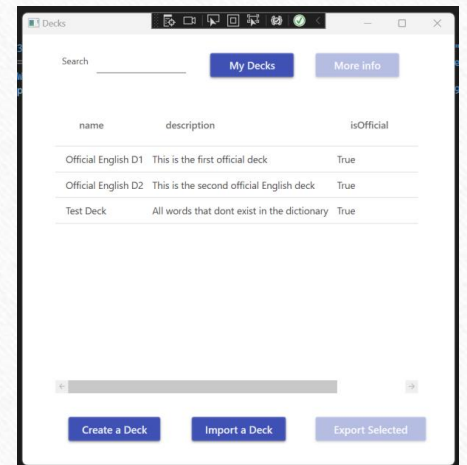 Decks
Search
My Decks
More info
name description isOfficial
Official English D1 This is the first official deck True
Official English D2 This is the second official English deck True
Test Deck All words that dont exist in the dictionary True
Create a Deck Import a Deck Export Selected